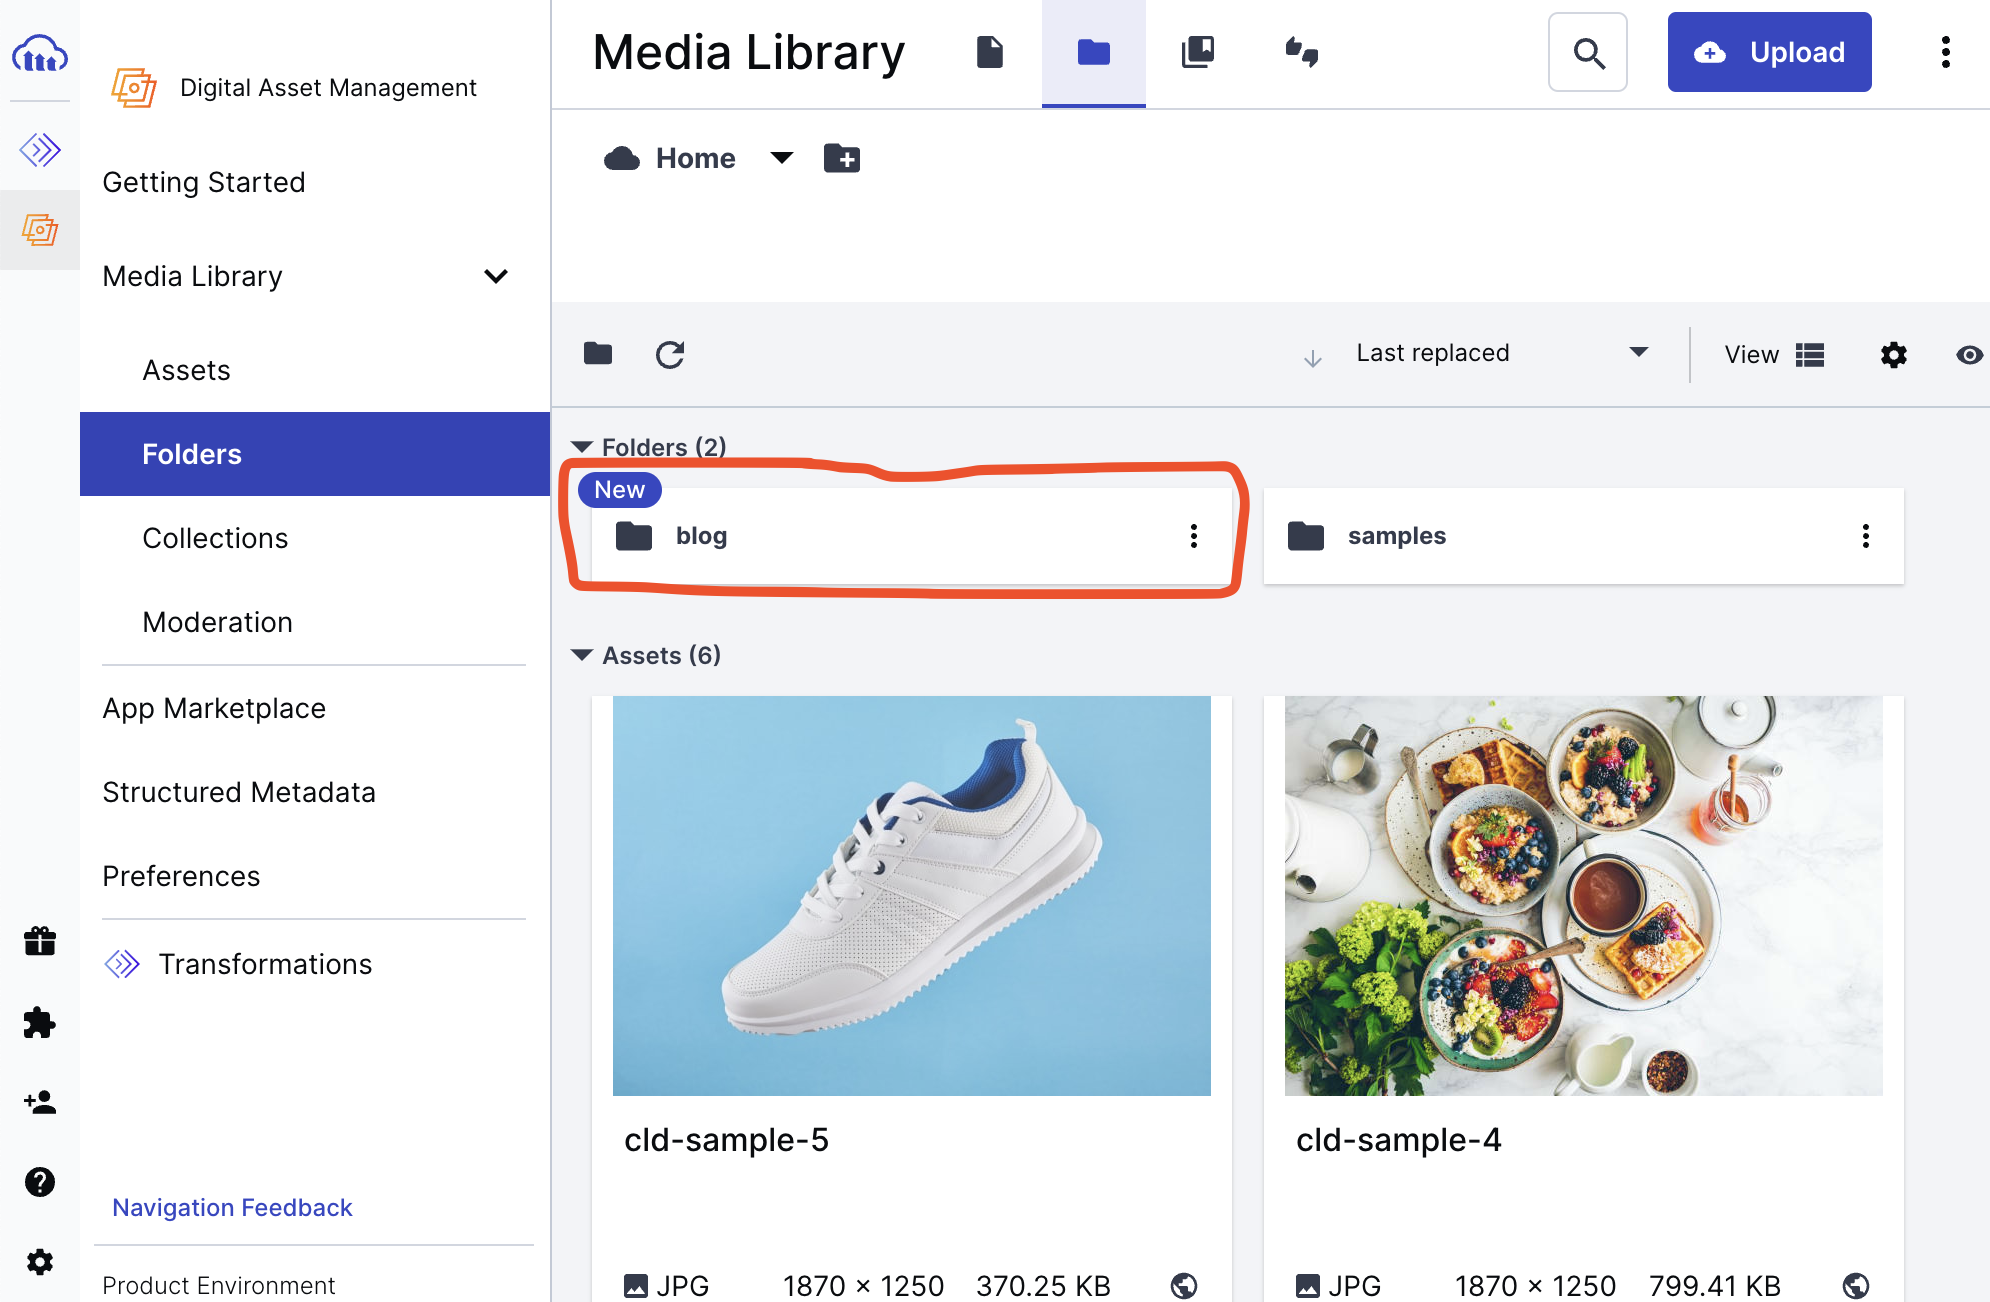 Digital Asset Management
Getting Started
Media Library
Assets
Folders
Collections
Moderation
App Marketplace
Structured Metadata
Preferences
Transformations
Navigation Feedback
Product Environment
Media Library
Upload
Home
Last replaced
View
Folders (2)
New
blog
samples
Assets (6)
cld-sample-5
cld-sample-4
JPG 1870 × 1250 370.25 KB
JPG 1870 × 1250 799.41 KB